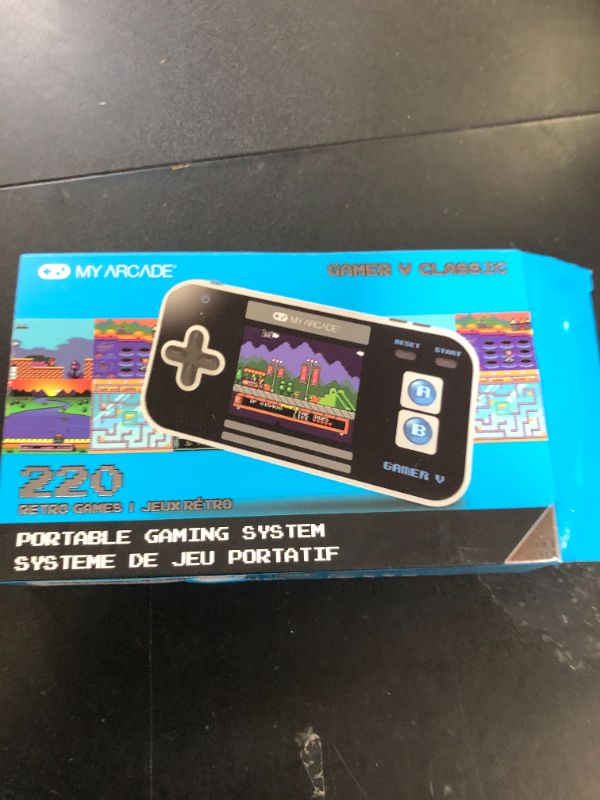 MY ARCADE
GAMER V CLASSIC
MY ARCADE
RESET START
A
B
GAMER V
220
RETRO GAMES | JEUX RÉTRO
PORTABLE GAMING SYSTEM
SYSTEME DE JEU PORTATIF